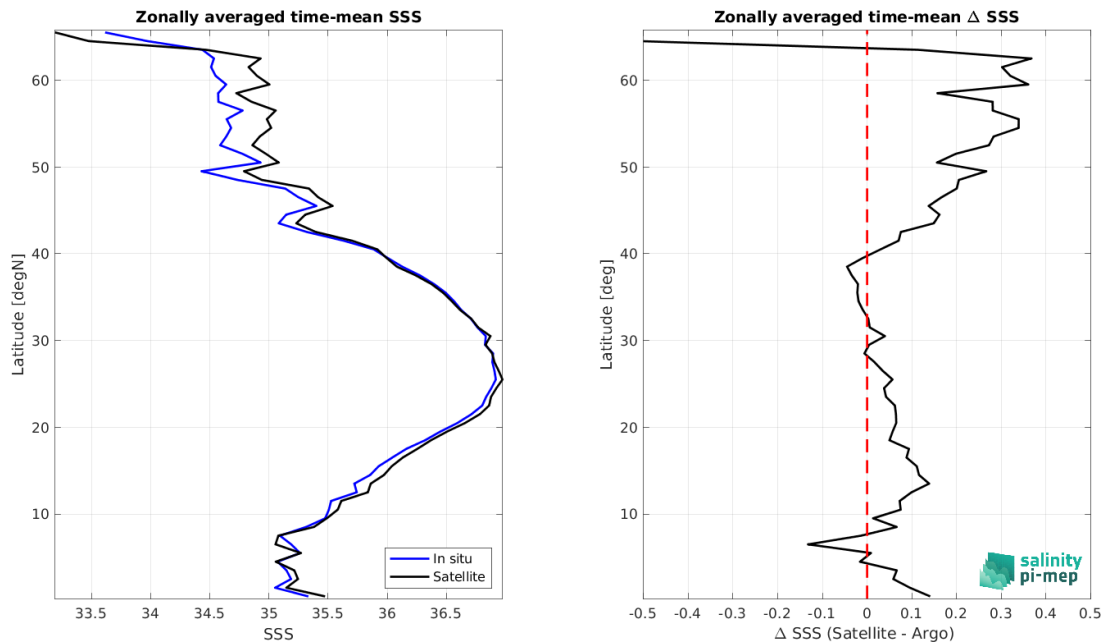 Zonally averaged time-mean SSS
Latitude [degN]
60
50
40
30
20
10
33.5 34 34.5 35 35.5 36 36.5
SSS
In situ
Satellite
Zonally averaged time-mean Δ SSS
Latitude [deg]
60
50
40
30
20
10
-0.5 -0.4 -0.3 -0.2 -0.1 0 0.1 0.2 0.3 0.4 0.5
Δ SSS (Satellite - Argo)
salinity
pi-mep